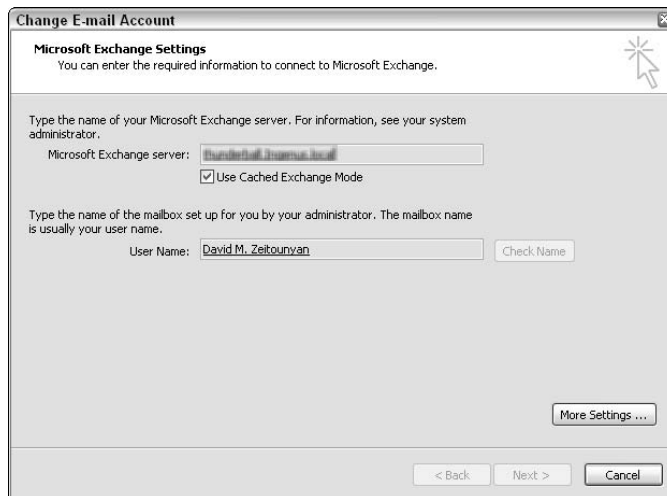 Change E-mail Account
Microsoft Exchange Settings
You can enter the required information to connect to Microsoft Exchange.
Type the name of your Microsoft Exchange server. For information, see your system
administrator.
Microsoft Exchange server:
Use Cached Exchange Mode
Type the name of the mailbox set up for you by your administrator. The mailbox name
is usually your user name.
User Name: David M. Zeitounyan Check Name
More Settings ...
< Back Next > Cancel